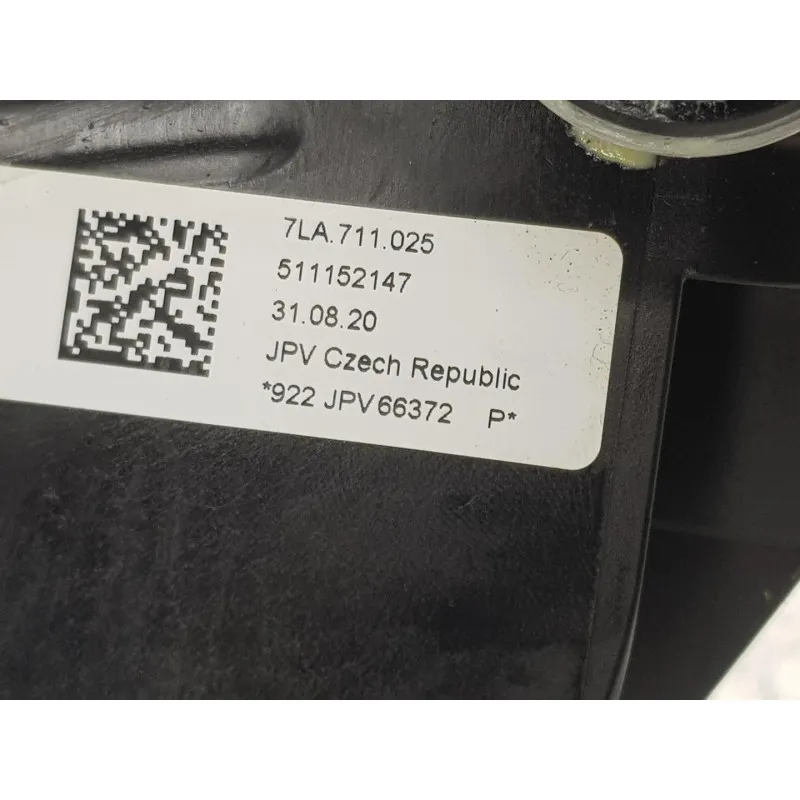 7LA.711.025
511152147
31.08.20
JPV Czech Republic
*922 JPV66372 P*